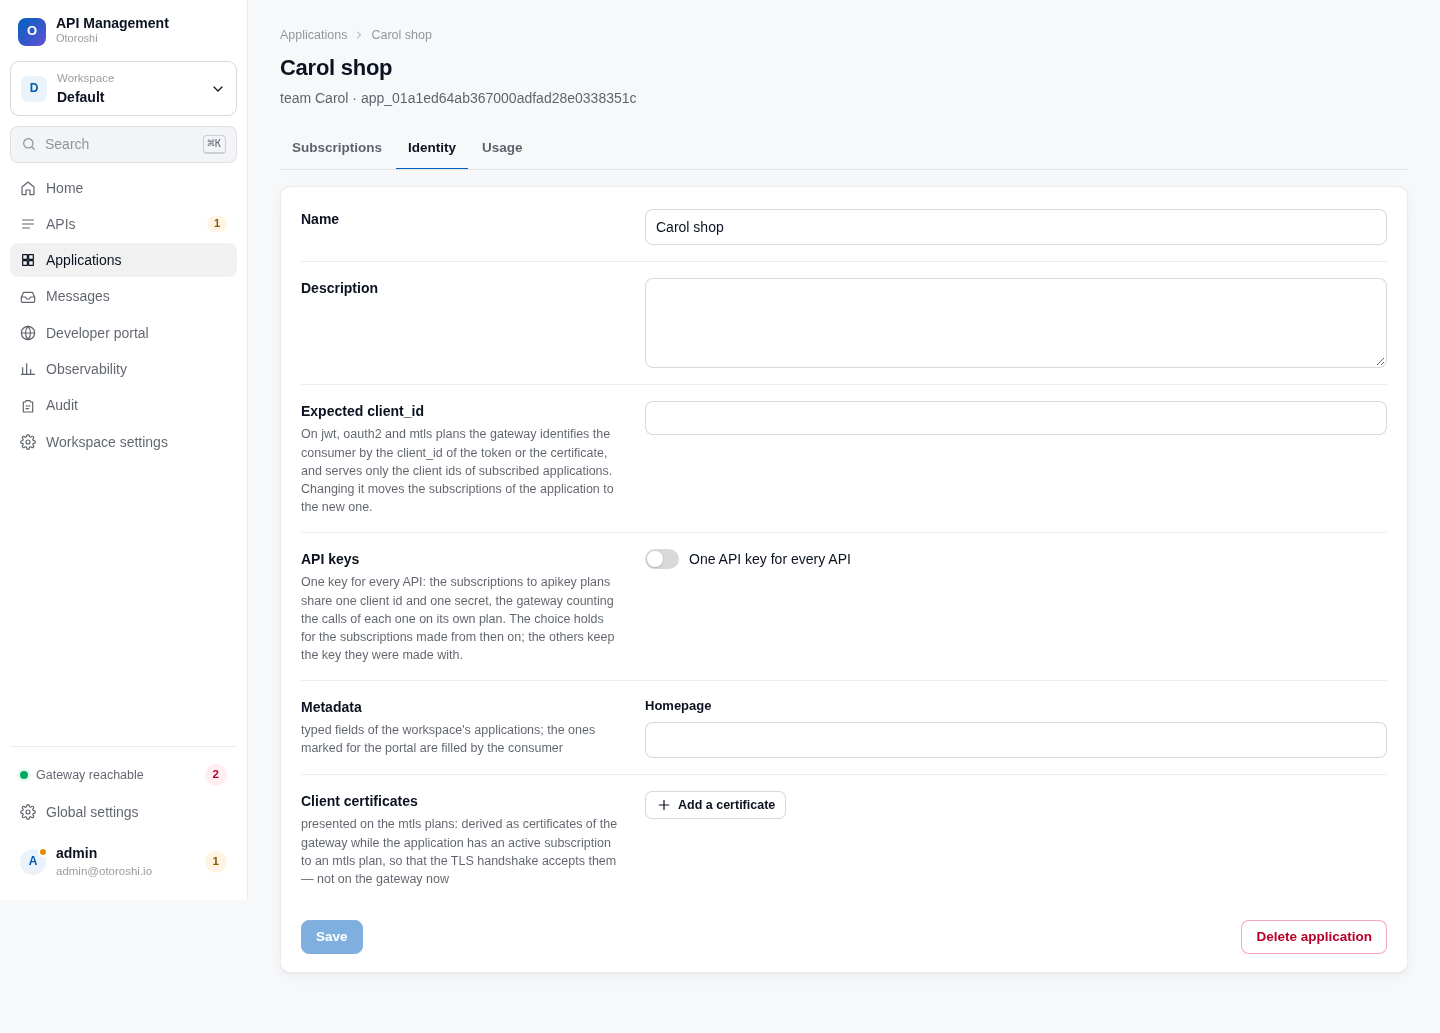 O
API Management
Otoroshi
D
Workspace
Default
Search
⌘K
Home
APIs
1
Applications
Messages
Developer portal
Observability
Audit
Workspace settings
Gateway reachable
2
Global settings
A
admin
admin@otoroshi.io
1
Applications
Carol shop
Carol shop
team Carol · app_01a1ed64ab367000adfad28e0338351c
Subscriptions
Identity
Usage
Name
Carol shop
Description
Expected client_id
On jwt, oauth2 and mtls plans the gateway identifies the
consumer by the client_id of the token or the certificate,
and serves only the client ids of subscribed applications.
Changing it moves the subscriptions of the application to
the new one.
API keys
One key for every API: the subscriptions to apikey plans
share one client id and one secret, the gateway counting
the calls of each one on its own plan. The choice holds
for the subscriptions made from then on; the others keep
the key they were made with.
One API key for every API
Metadata
typed fields of the workspace's applications; the ones
marked for the portal are filled by the consumer
Homepage
Client certificates
presented on the mtls plans: derived as certificates of the
gateway while the application has an active subscription
to an mtls plan, so that the TLS handshake accepts them
— not on the gateway now
Add a certificate
Save
Delete application